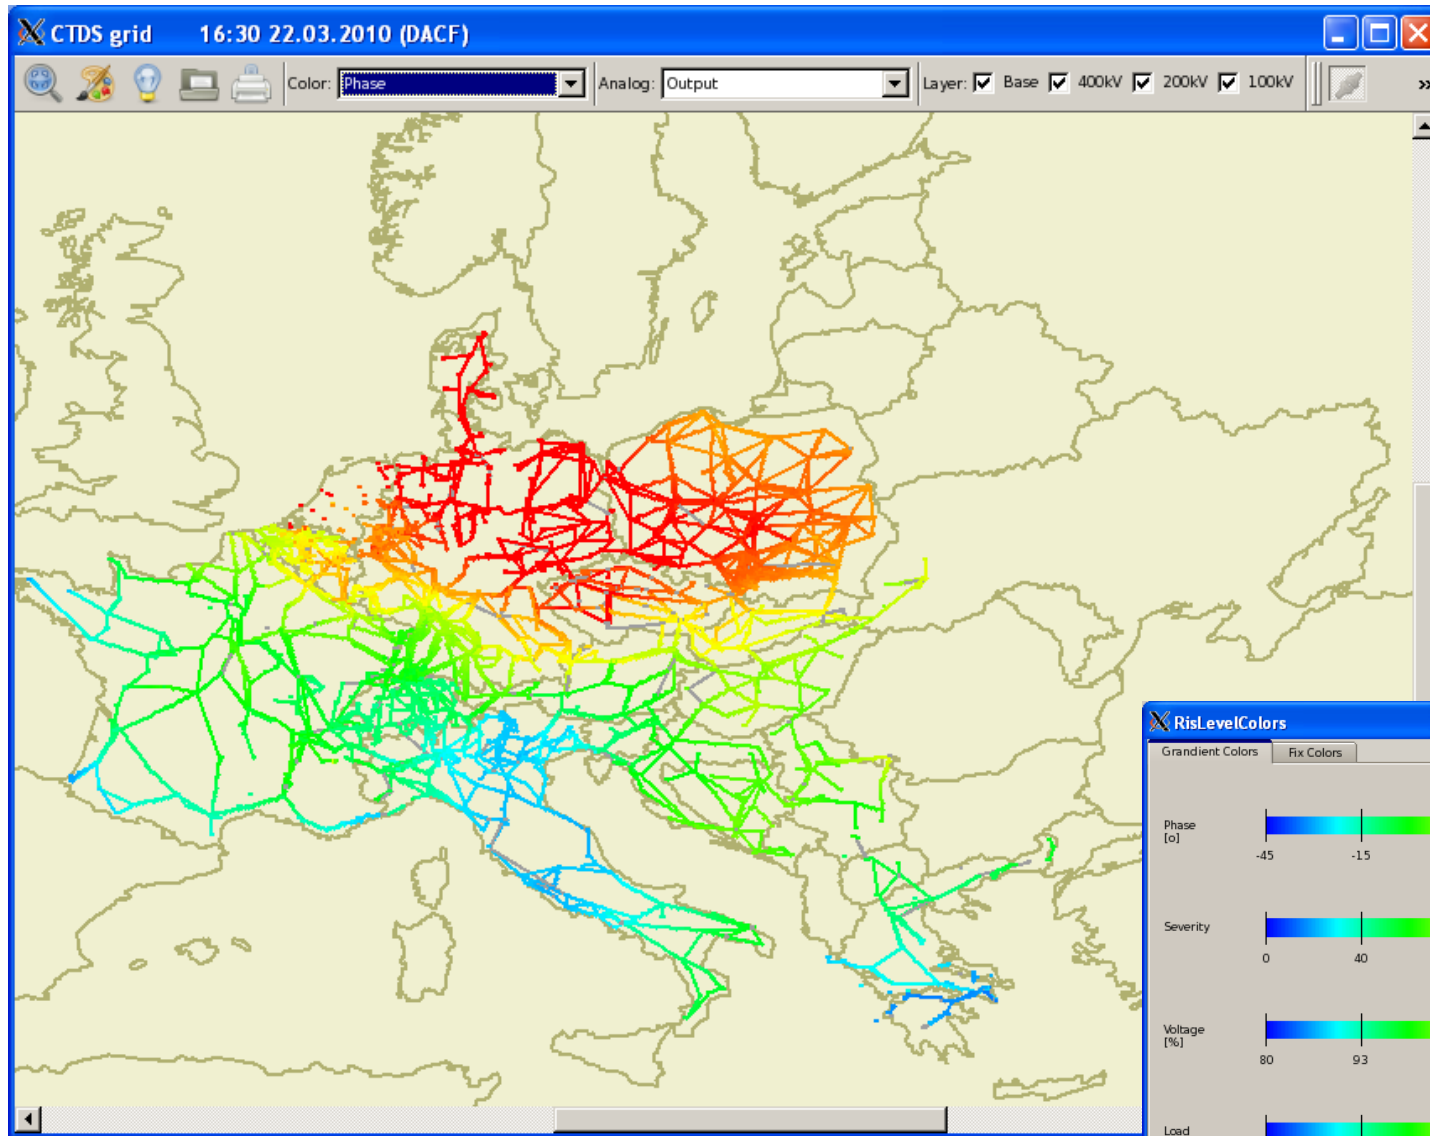 CTDS grid 16:30 22.03.2010 (DACF)
Color: Phase Analog: Output Layer: Base 400kV 200kV 100kV »
RisLevelColors
Grandient Colors Fix Colors
Phase
[o]
-45 -15
Severity
0 40
Voltage
[%]
80 93
Load